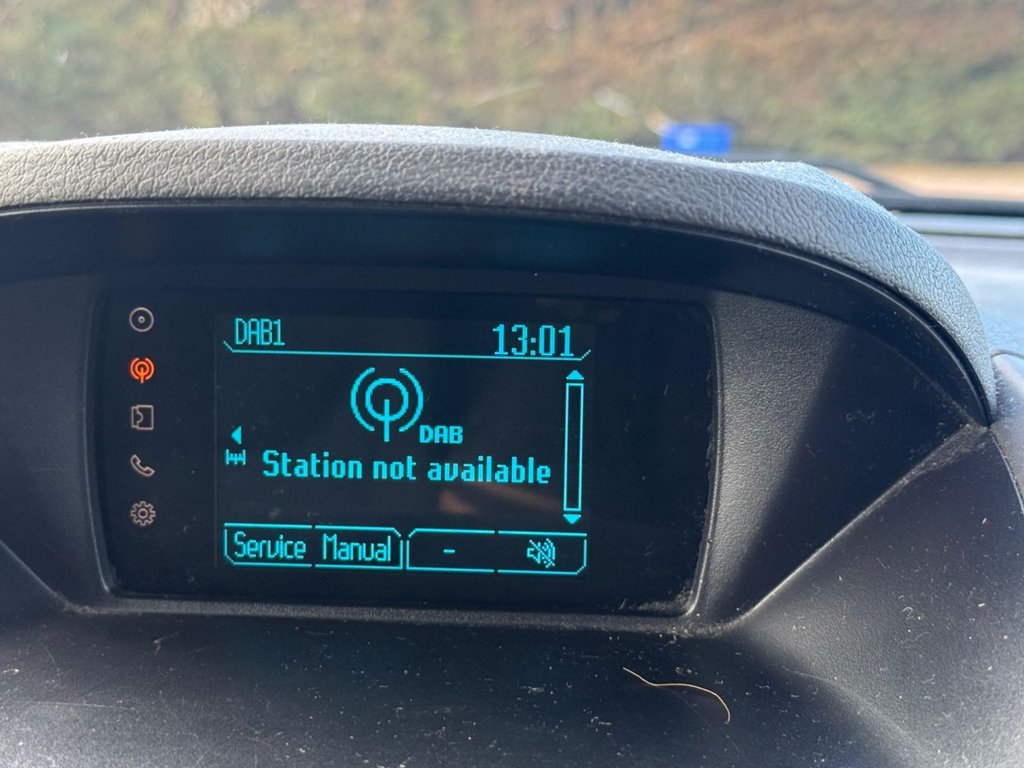 DAB1 13:01
DAB
Station not available
Service Manual -